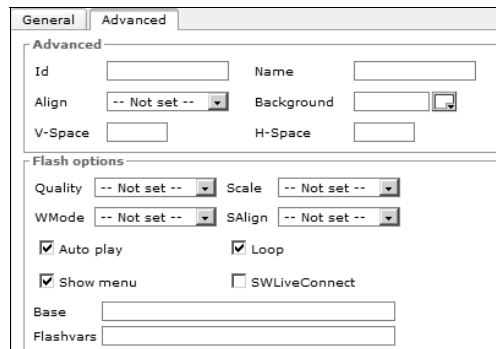 General Advanced
Advanced
Id Name
Align -- Not set -- Background
V-Space H-Space
Flash options
Quality -- Not set -- Scale -- Not set --
WMode -- Not set -- SAlign -- Not set --
Auto play Loop
Show menu SWLiveConnect
Base
Flashvars